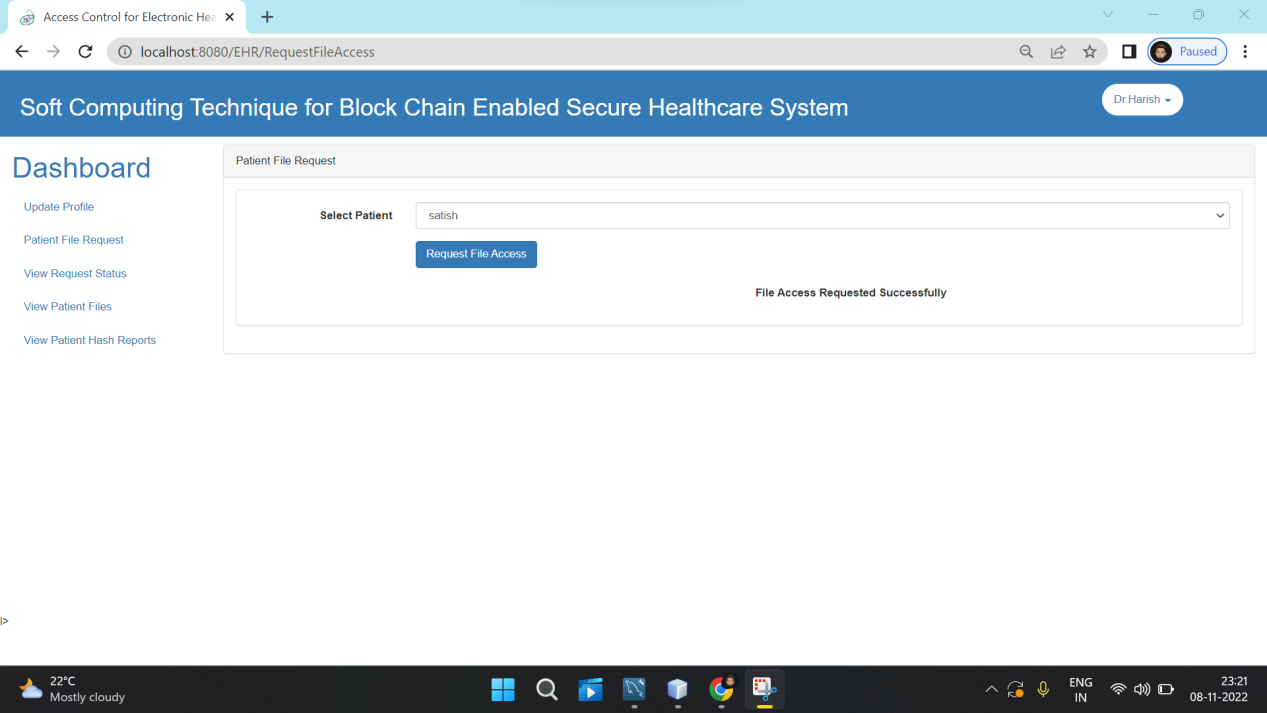 Access Control for Electronic Hea
localhost:8080/EHR/RequestFileAccess
Paused
Soft Computing Technique for Block Chain Enabled Secure Healthcare System
Dr.Harish
Dashboard
Update Profile
Patient File Request
View Request Status
View Patient Files
View Patient Hash Reports
Patient File Request
Select Patient
satish
Request File Access
File Access Requested Successfully
|>
22°C
Mostly cloudy
ENG
IN
23:21
08-11-2022